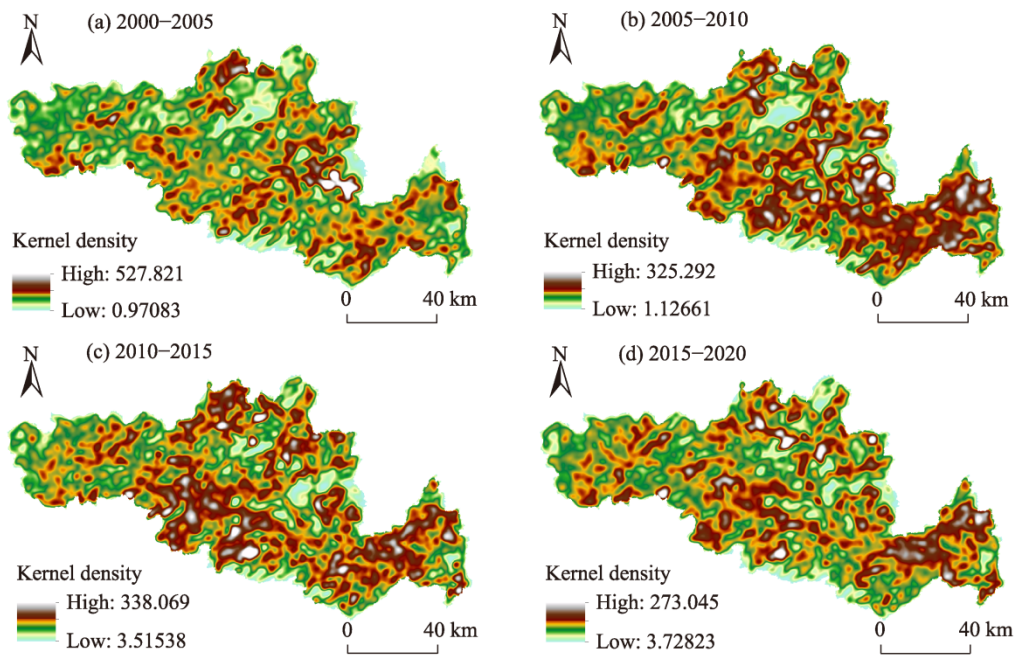 N
(a) 2000−2005
Kernel density
High: 527.821
Low: 0.97083
0 40 km
N
(b) 2005−2010
Kernel density
High: 325.292
Low: 1.12661
0 40 km
N
(c) 2010−2015
Kernel density
High: 338.069
Low: 3.51538
0 40 km
N
(d) 2015−2020
Kernel density
High: 273.045
Low: 3.72823
0 40 km